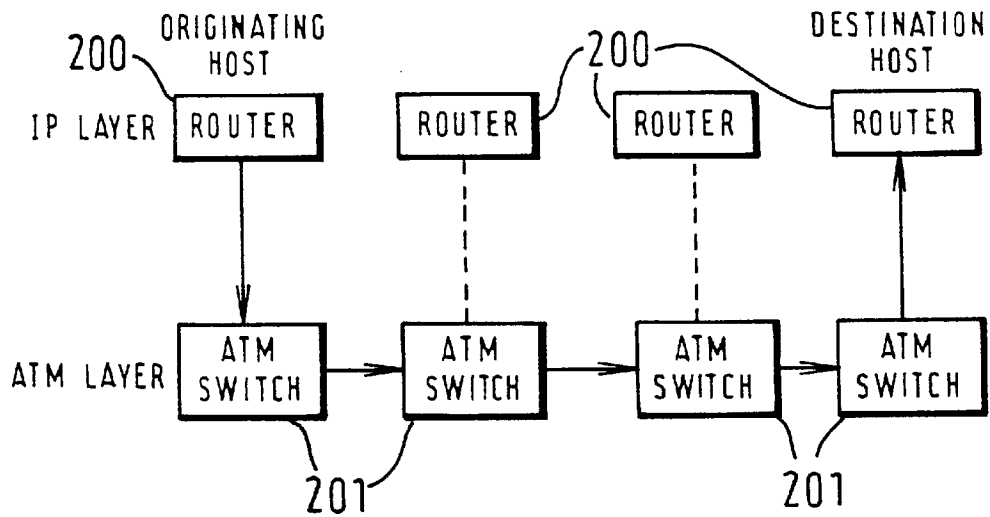 ORIGINATING
HOST
DESTINATION
HOST
200
200
IP LAYER
ROUTER
ROUTER
ROUTER
ROUTER
ATM LAYER
ATM
SWITCH
ATM
SWITCH
ATM
SWITCH
ATM
SWITCH
201
201